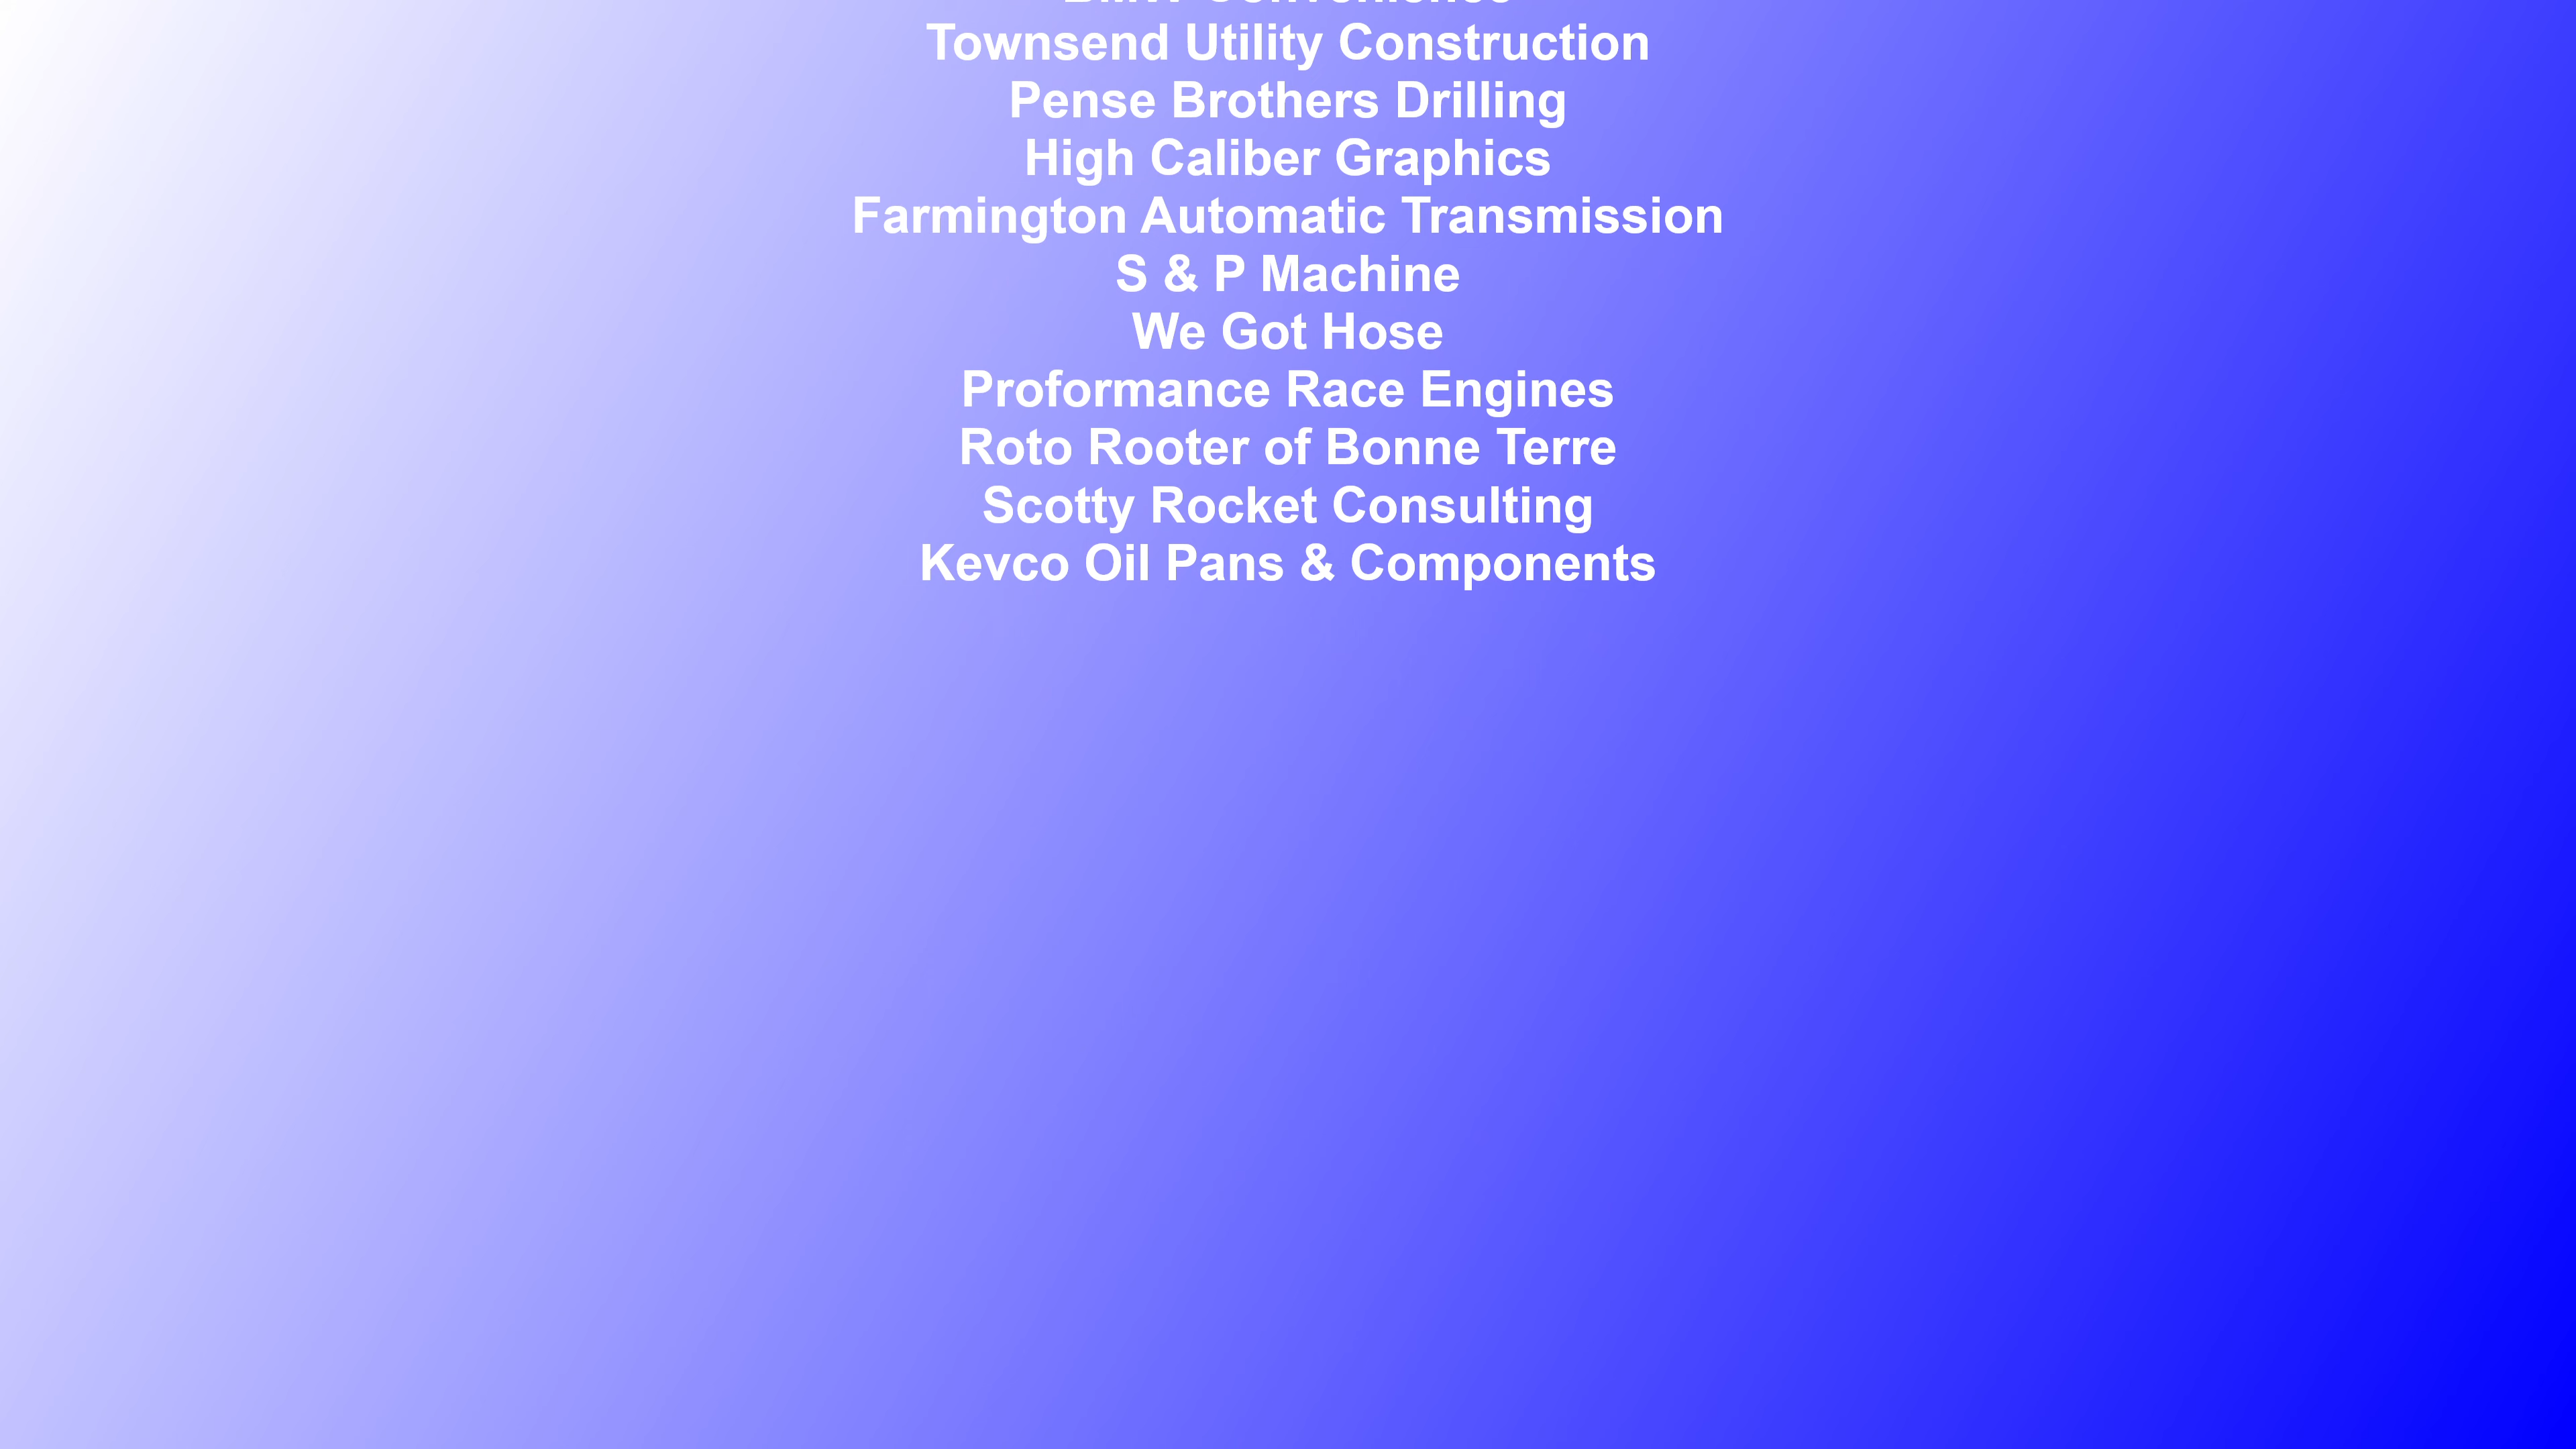 Townsend Utility Construction
Pense Brothers Drilling
High Caliber Graphics
Farmington Automatic Transmission
S & P Machine
We Got Hose
Proformance Race Engines
Roto Rooter of Bonne Terre
Scotty Rocket Consulting
Kevco Oil Pans & Components